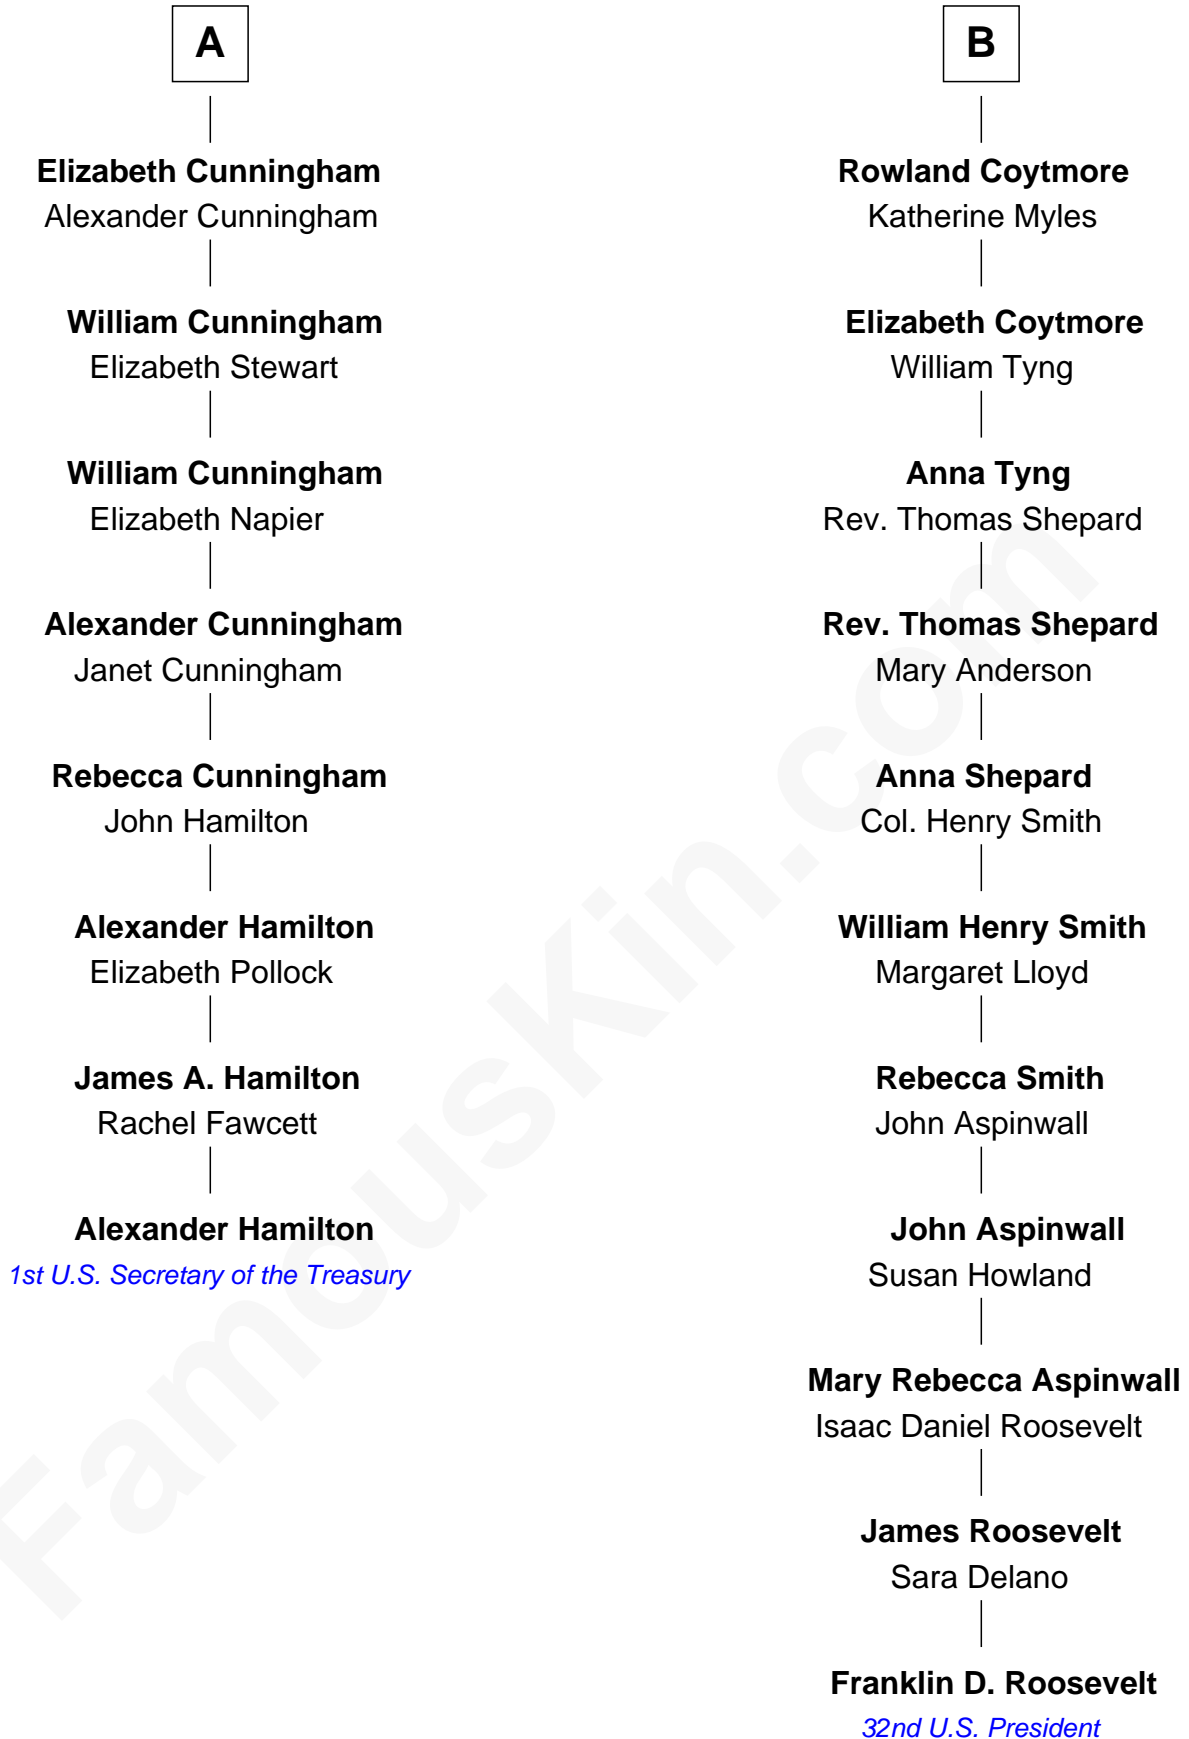 A
Elizabeth Cunningham
Alexander Cunningham
William Cunningham
Elizabeth Stewart
William Cunningham
Elizabeth Napier
Alexander Cunningham
Janet Cunningham
Rebecca Cunningham
John Hamilton
Alexander Hamilton
Elizabeth Pollock
James A. Hamilton
Rachel Fawcett
Alexander Hamilton
1st U.S. Secretary of the Treasury
B
Rowland Coytmore
Katherine Myles
Elizabeth Coytmore
William Tyng
Anna Tyng
Rev. Thomas Shepard
Rev. Thomas Shepard
Mary Anderson
Anna Shepard
Col. Henry Smith
William Henry Smith
Margaret Lloyd
Rebecca Smith
John Aspinwall
John Aspinwall
Susan Howland
Mary Rebecca Aspinwall
Isaac Daniel Roosevelt
James Roosevelt
Sara Delano
Franklin D. Roosevelt
32nd U.S. President
FamousKin.com